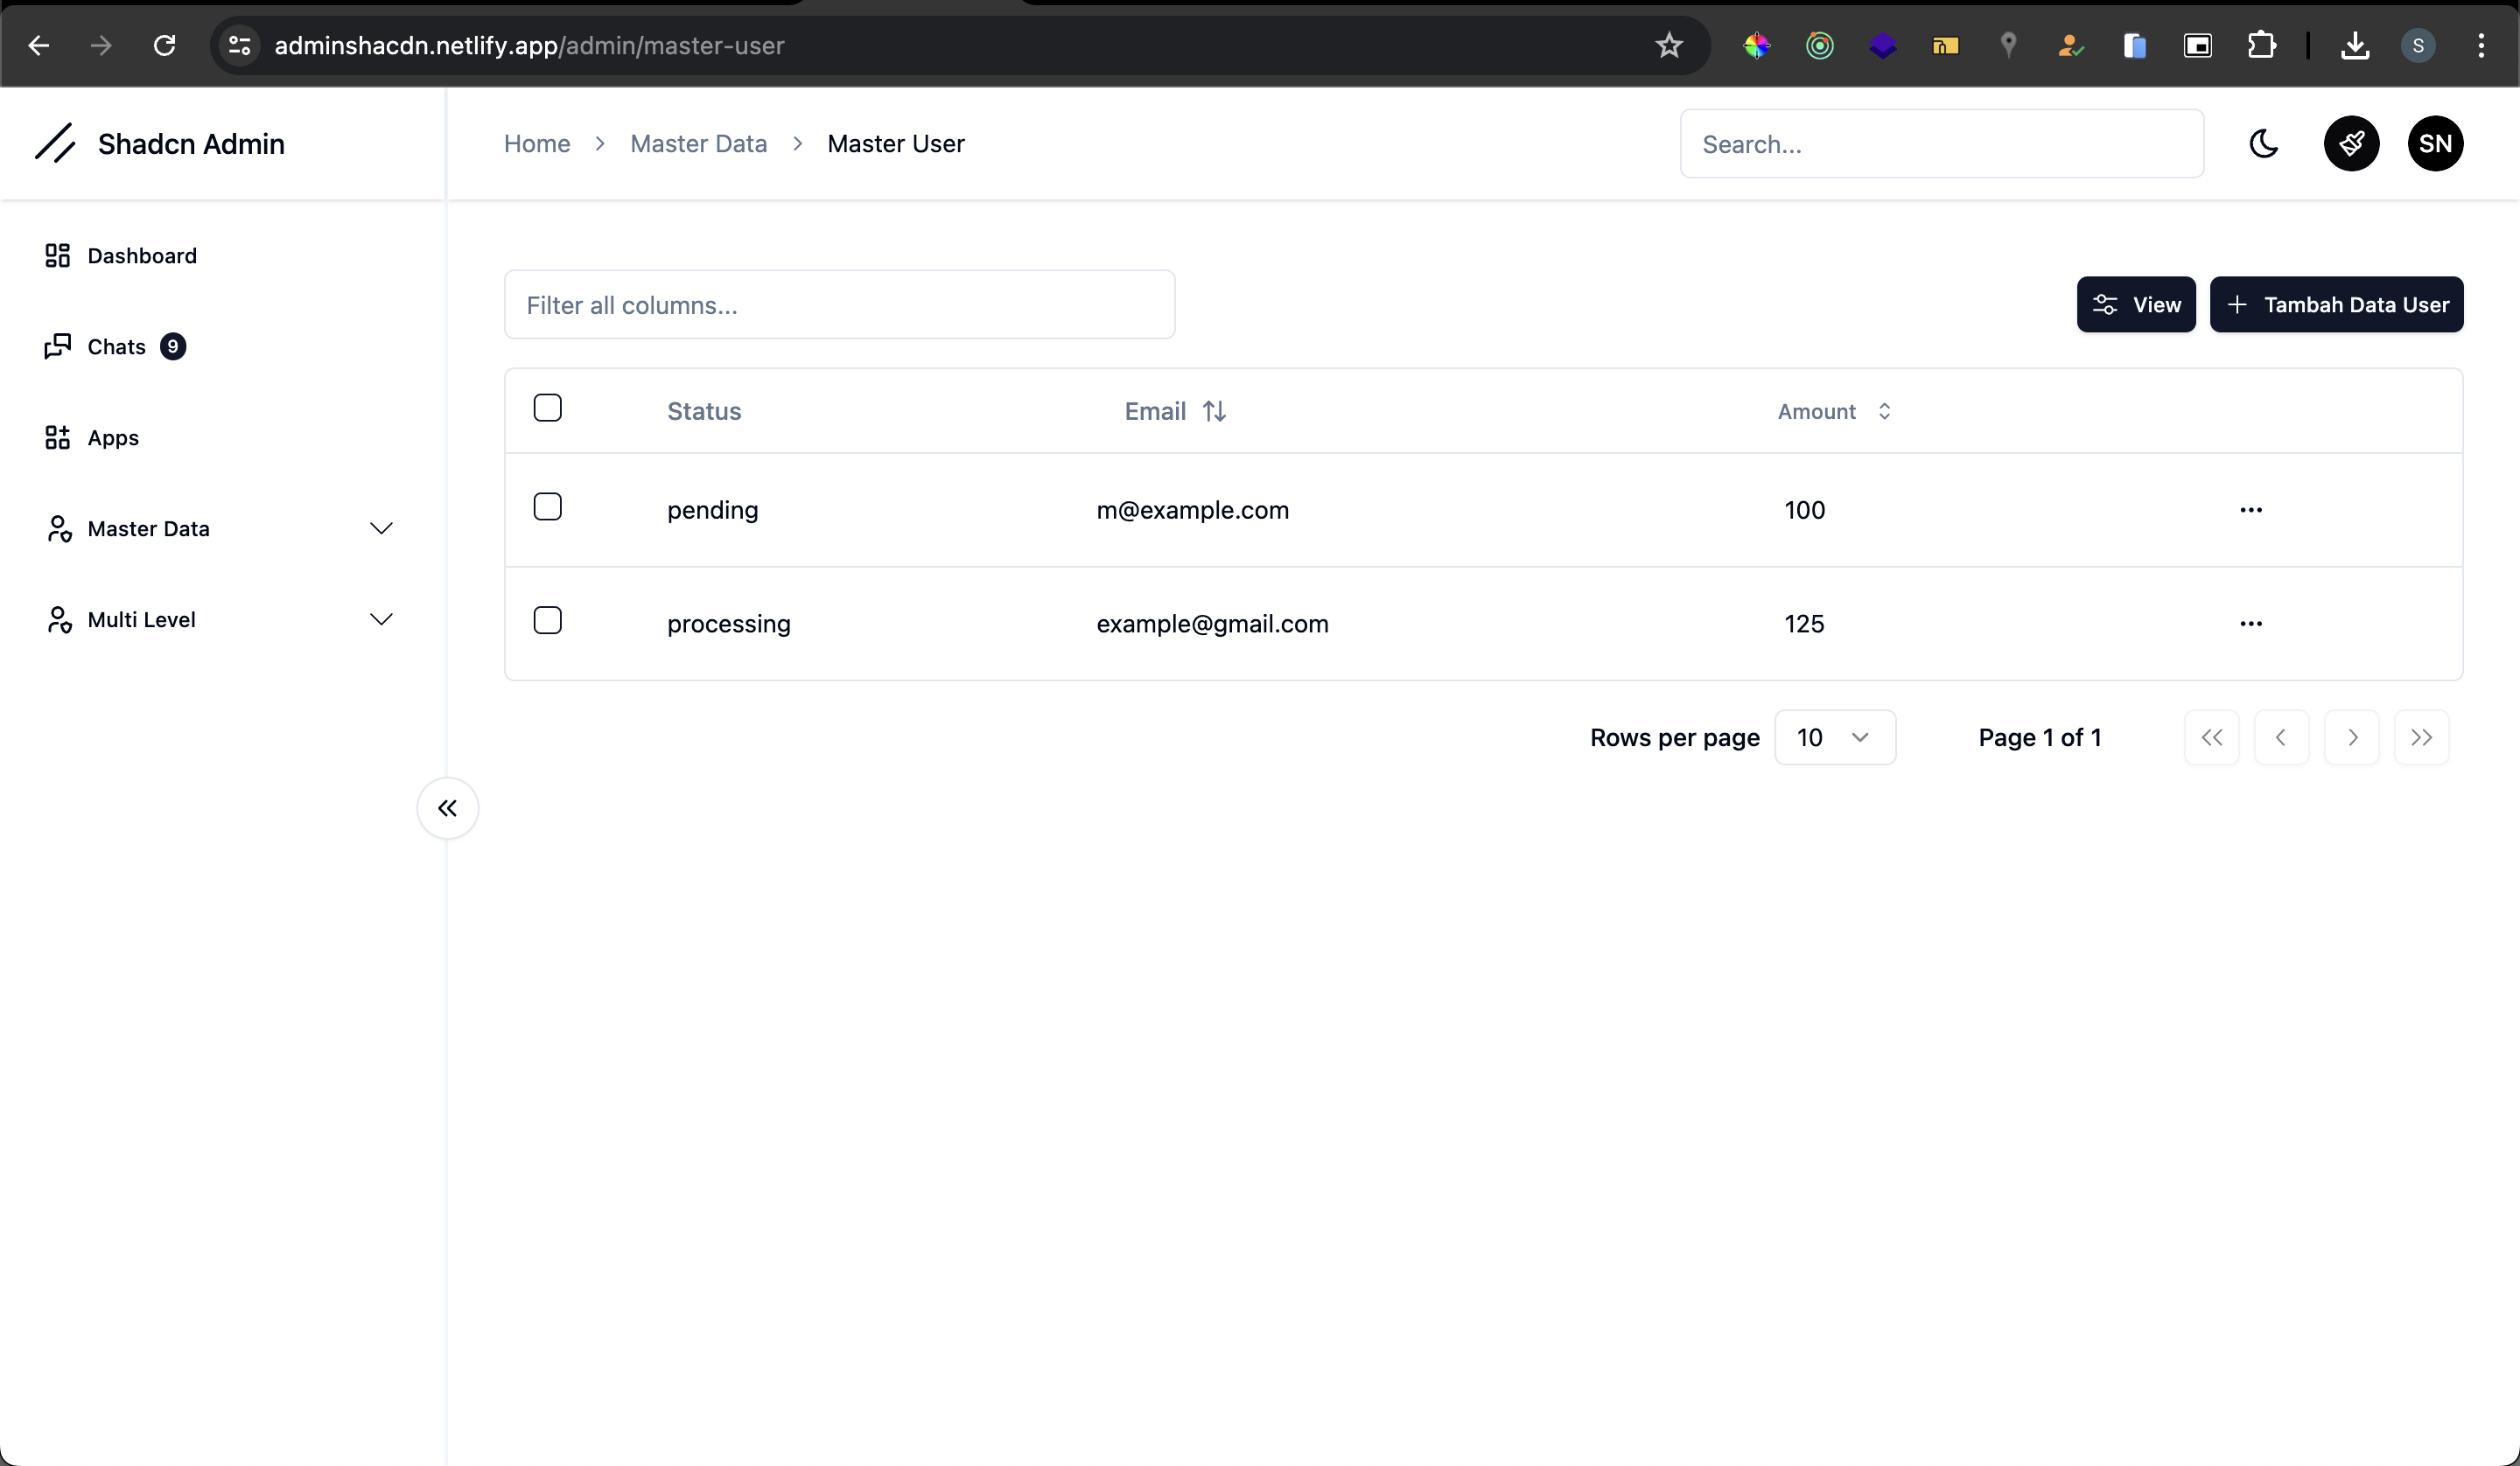 adminshacdn.netlify.app/admin/master-user
S
Shadcn Admin
Home > Master Data > Master User
Search...
SN
Dashboard
Chats 9
Apps
Master Data
Multi Level
Filter all columns...
View
Tambah Data User
Status Email Amount
pending m@example.com 100
processing example@gmail.com 125
Rows per page 10 Page 1 of 1